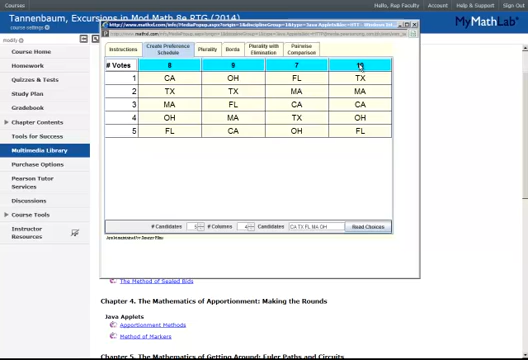 Courses
Tannenbaum, Excursions in Mod Math 8e RTG (2014)
Hi, Rap Faculty | Account | Help & Support | Sign Out
MyMathLab®
Course Home
Homework
Quizzes & Tests
Study Plan
Gradebook
Chapter Contents
Tools for Success
Multimedia Library
Purchase Options
Pearson Tutor
Services
Discussions
Course Tools
Instructor
Resources
Instructions
Create Preference
Schedule
Plurality
Borda
Plurality with
Elimination
Pairwise
Comparison
# Votes 8 9 7
1 CA OH FL TX
2 TX TX MA MA
3 MA FL CA CA
4 OH MA TX OH
5 FL CA OH FL
# Candidates 5 # Columns 4 Candidates CA TX FL MA OH Read Choices
The Method of Sealed Bids
Chapter 4. The Mathematics of Apportionment: Making the Rounds
Java Applets
Apportionment Methods
Method of Markers
Chapter 5. The Mathematics of Getting Around: Euler Paths and Circuits